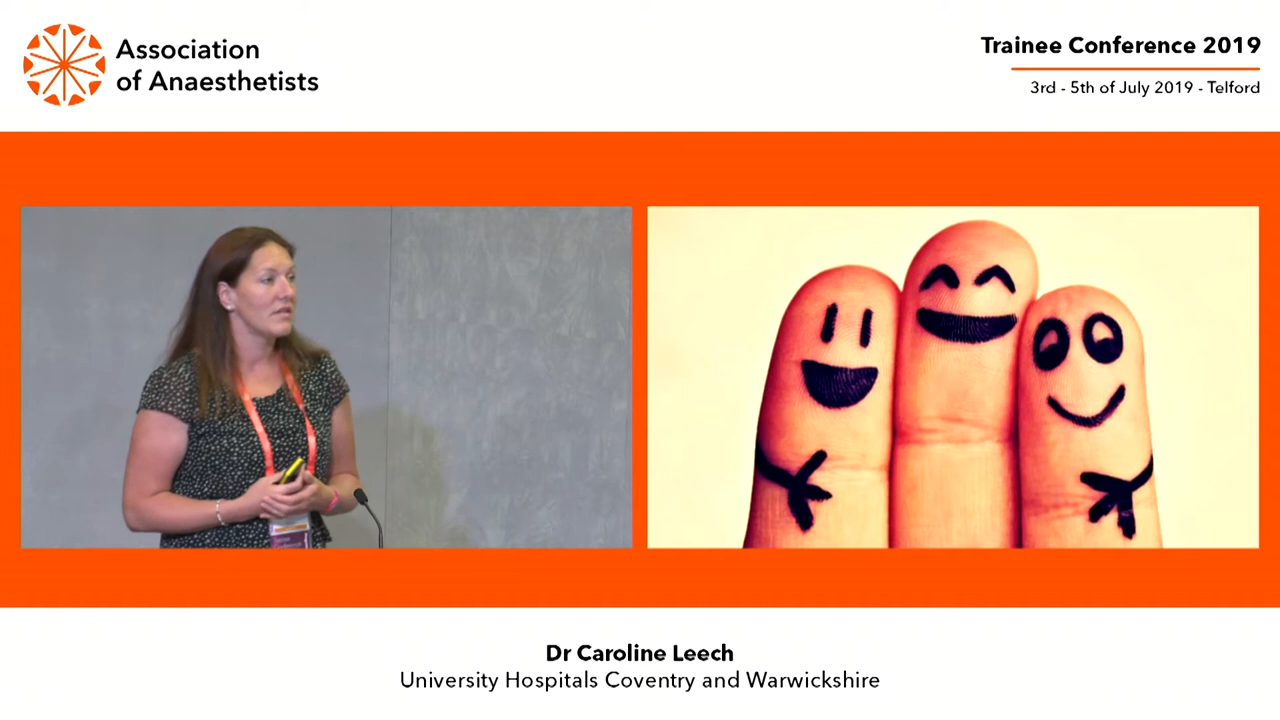 Association
of Anaesthetists
Trainee Conference 2019
3rd - 5th of July 2019 - Telford
Dr Caroline Leech
University Hospitals Coventry and Warwickshire